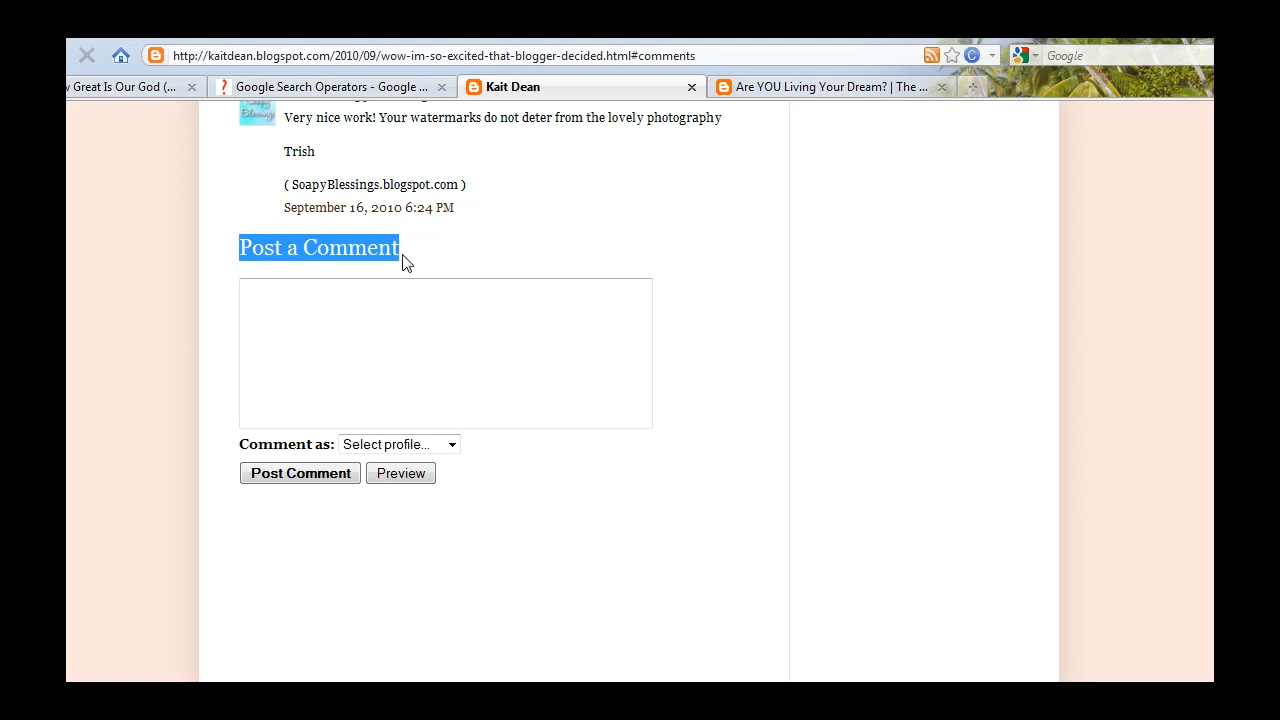 http://kaitdean.blogspot.com/2010/09/wow-im-so-excited-that-blogger-decided.html#comments
Google
w Great Is Our God (...
Google Search Operators - Google ...
Kait Dean
Are YOU Living Your Dream? | The ...
Soapy
Blessings
Very nice work! Your watermarks do not deter from the lovely photography
Trish
( SoapyBlessings.blogspot.com )
September 16, 2010 6:24 PM
Post a Comment
Comment as: Select profile...
Post Comment Preview